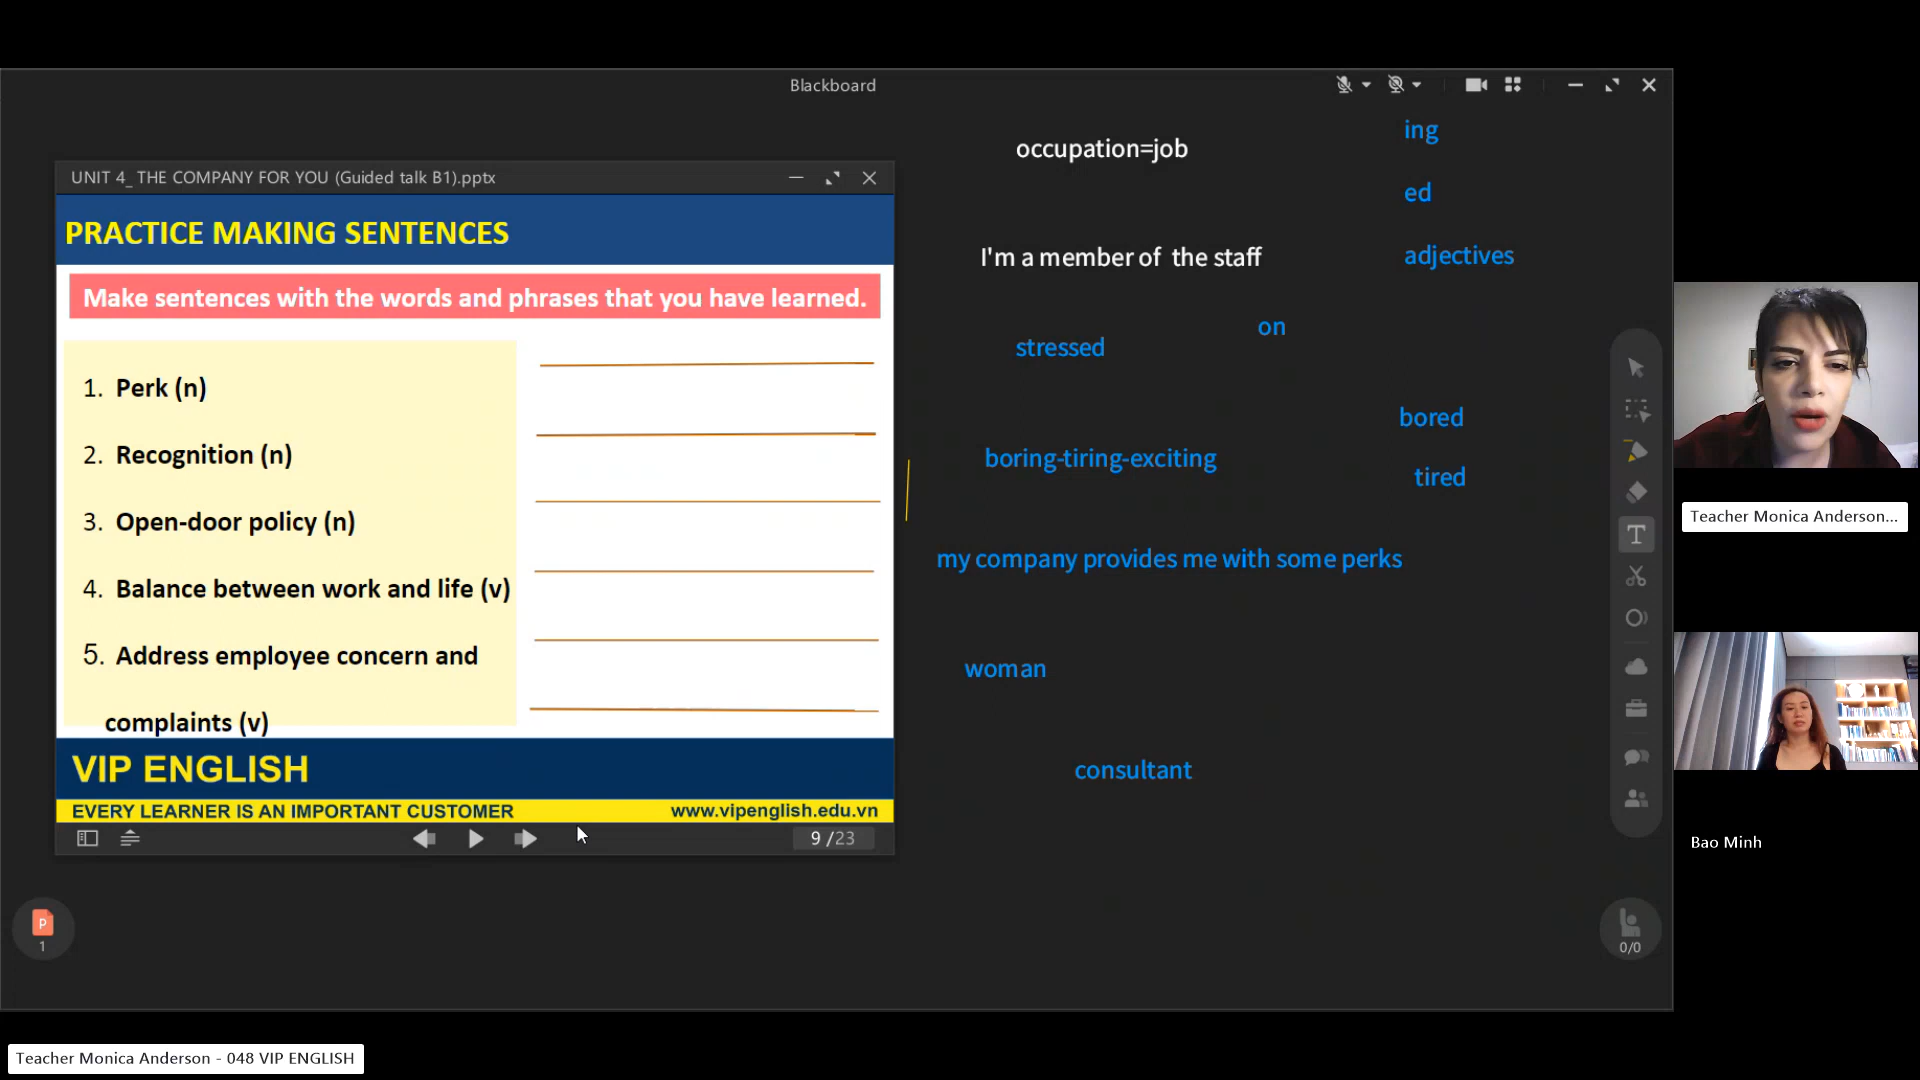 Blackboard
UNIT 4_ THE COMPANY FOR YOU (Guided talk B1).pptx
PRACTICE MAKING SENTENCES
Make sentences with the words and phrases that you have learned.
1. Perk (n)
2. Recognition (n)
3. Open-door policy (n)
4. Balance between work and life (v)
5. Address employee concern and
complaints (v)
VIP ENGLISH
EVERY LEARNER IS AN IMPORTANT CUSTOMER
www.vipenglish.edu.vn
9 /23
occupation=job
ing
ed
I'm a member of  the staff
adjectives
on
stressed
bored
boring-tiring-exciting
tired
my company provides me with some perks
woman
consultant
T
P
1
0/0
Teacher Monica Anderson...
Bao Minh
Teacher Monica Anderson - 048 VIP ENGLISH